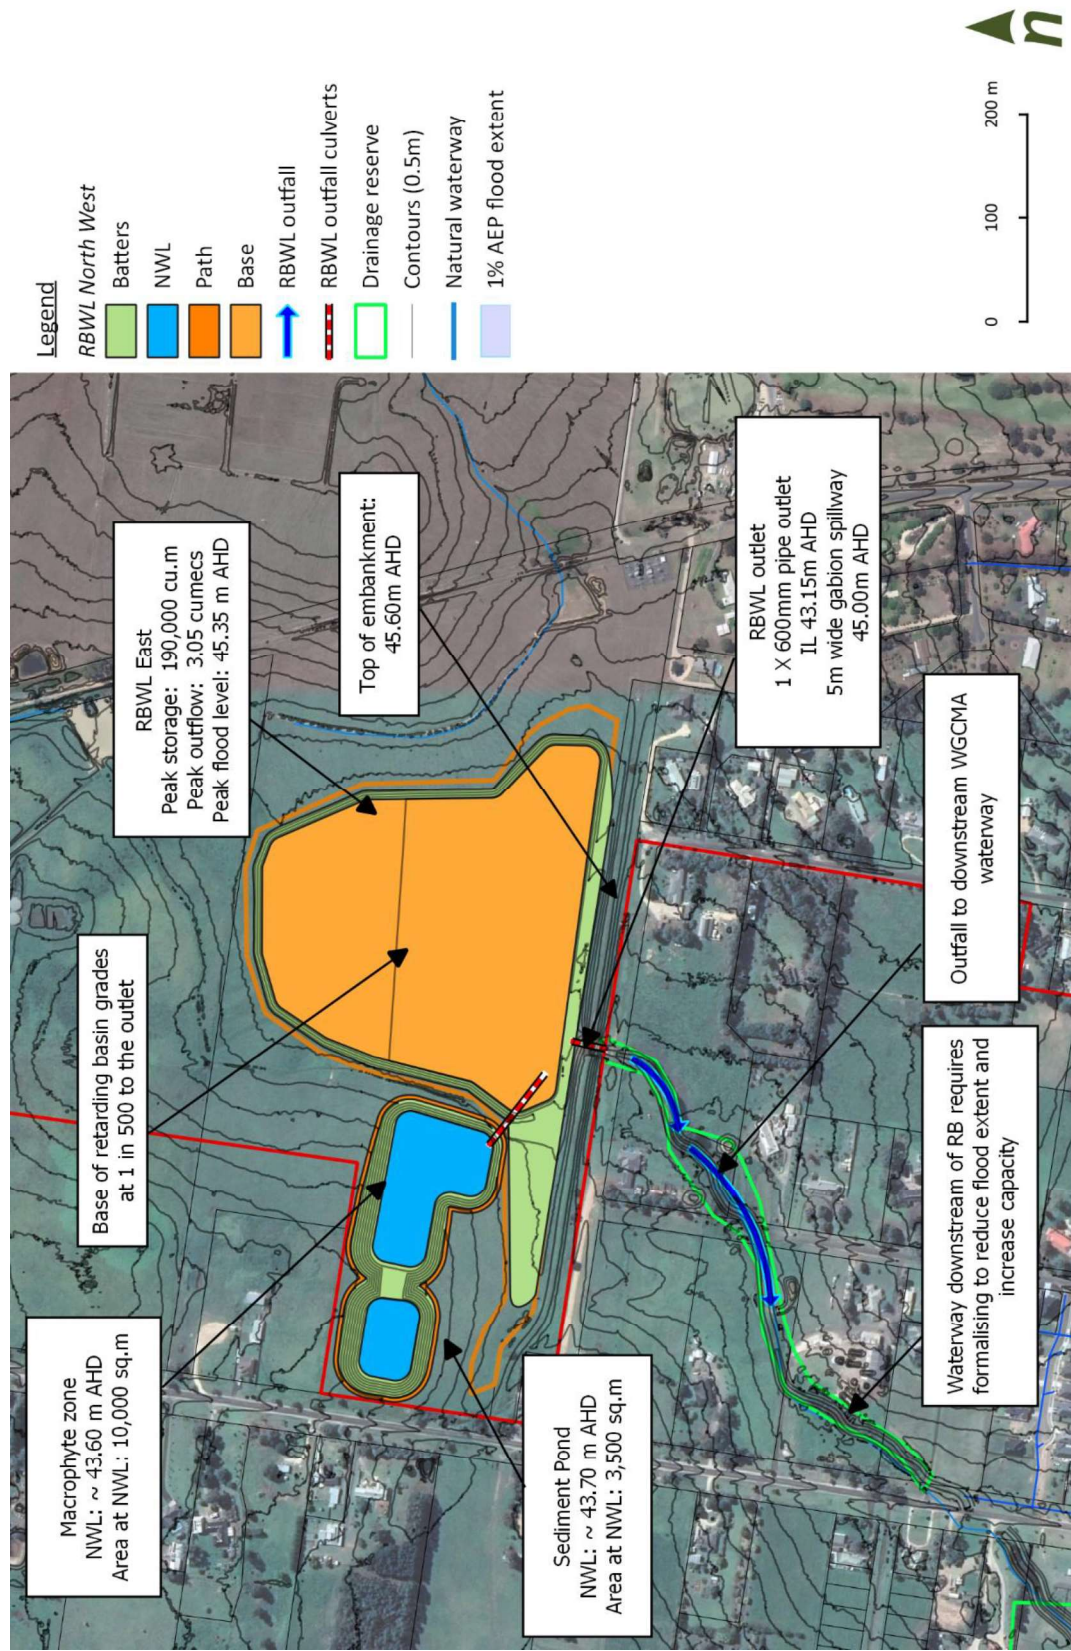 Macrophyte zone
NWL: ~ 43.60 m AHD
Area at NWL: 10,000 sq.m
Base of retarding basin grades
at 1 in 500 to the outlet
RBWL East
Peak storage: 190,000 cu.m
Peak outflow: 3.05 cumecs
Peak flood level: 45.35 m AHD
Top of embankment:
45.60m AHD
Sediment Pond
NWL: ~ 43.70 m AHD
Area at NWL: 3,500 sq.m
RBWL outlet
1 X 600mm pipe outlet
IL 43.15m AHD
5m wide gabion spillway
45.00m AHD
Waterway downstream of RB requires
formalising to reduce flood extent and
increase capacity
Outfall to downstream WGCMA
waterway
Legend
RBWL North West
Batters
NWL
Path
Base
RBWL outfall
RBWL outfall culverts
Drainage reserve
Contours (0.5m)
Natural waterway
1% AEP flood extent
0 100 200 m
n